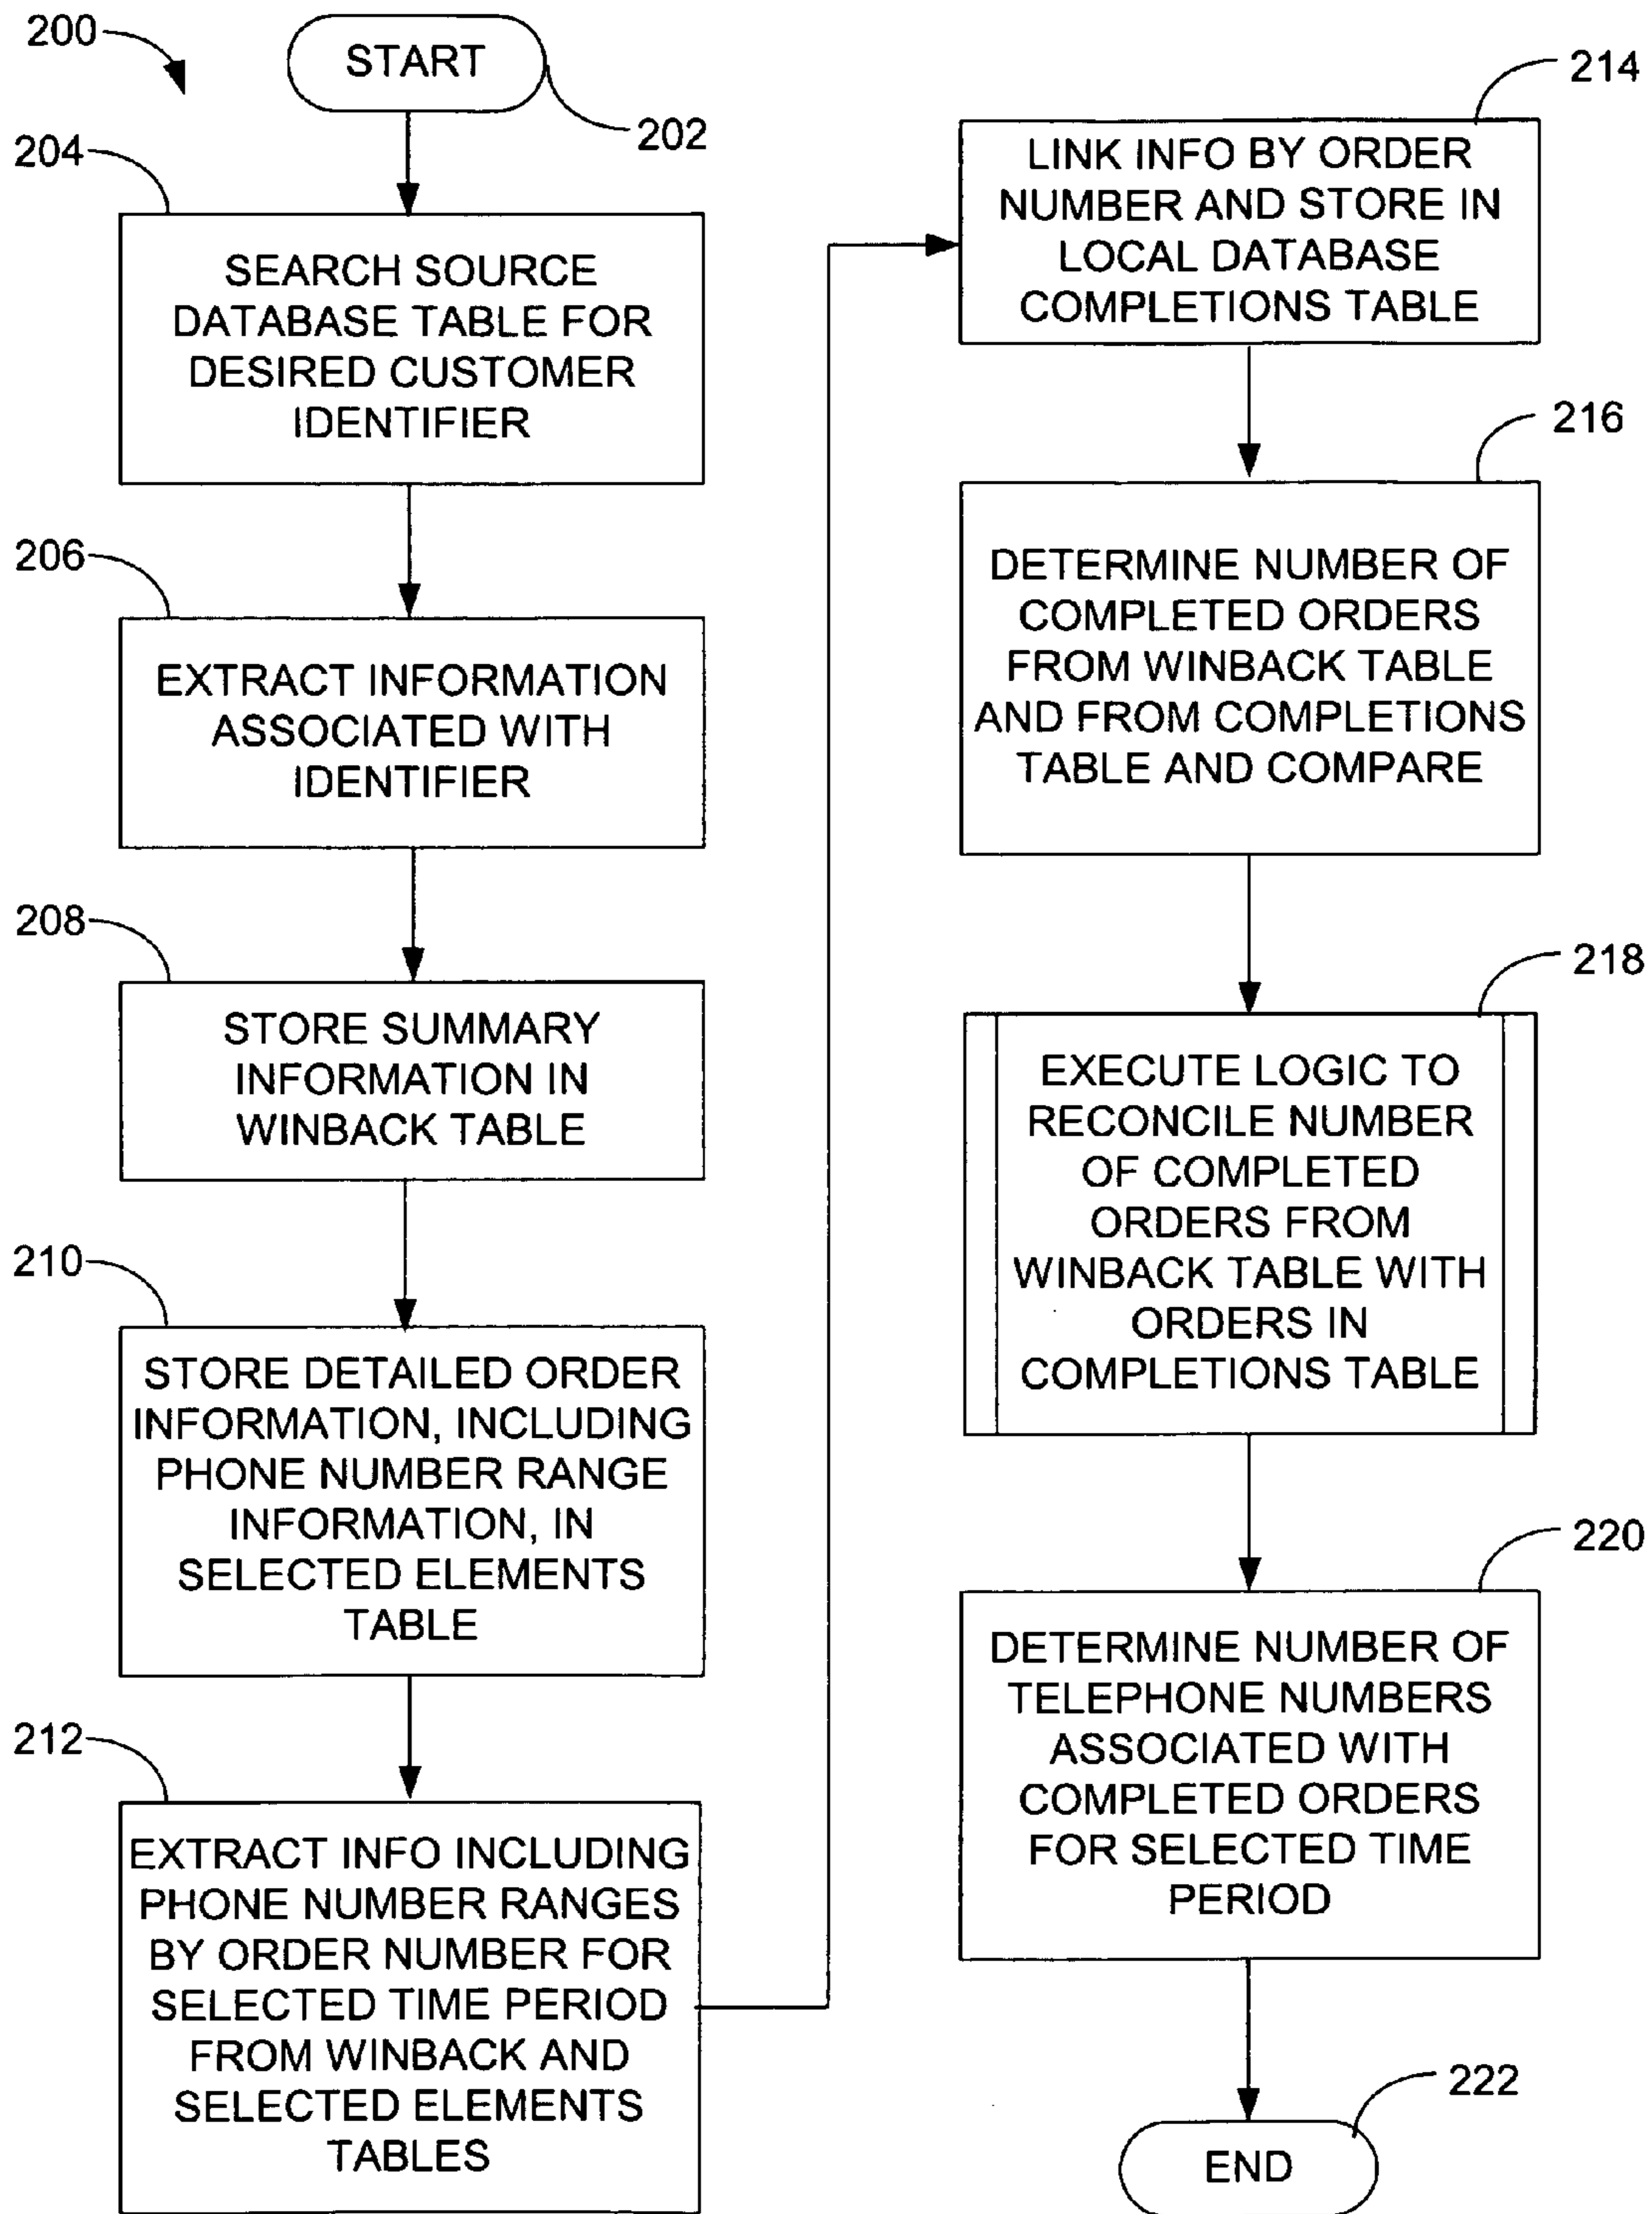 200
START
202
204
SEARCH SOURCE
DATABASE TABLE FOR
DESIRED CUSTOMER
IDENTIFIER
206
EXTRACT INFORMATION
ASSOCIATED WITH
IDENTIFIER
208
STORE SUMMARY
INFORMATION IN
WINBACK TABLE
210
STORE DETAILED ORDER
INFORMATION, INCLUDING
PHONE NUMBER RANGE
INFORMATION, IN
SELECTED ELEMENTS
TABLE
212
EXTRACT INFO INCLUDING
PHONE NUMBER RANGES
BY ORDER NUMBER FOR
SELECTED TIME PERIOD
FROM WINBACK AND
SELECTED ELEMENTS
TABLES
214
LINK INFO BY ORDER
NUMBER AND STORE IN
LOCAL DATABASE
COMPLETIONS TABLE
216
DETERMINE NUMBER OF
COMPLETED ORDERS
FROM WINBACK TABLE
AND FROM COMPLETIONS
TABLE AND COMPARE
218
EXECUTE LOGIC TO
RECONCILE NUMBER
OF COMPLETED
ORDERS FROM
WINBACK TABLE WITH
ORDERS IN
COMPLETIONS TABLE
220
DETERMINE NUMBER OF
TELEPHONE NUMBERS
ASSOCIATED WITH
COMPLETED ORDERS
FOR SELECTED TIME
PERIOD
222
END